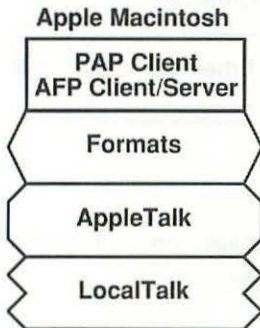 Apple Macintosh
PAP Client
AFP Client/Server
Formats
AppleTalk
LocalTalk